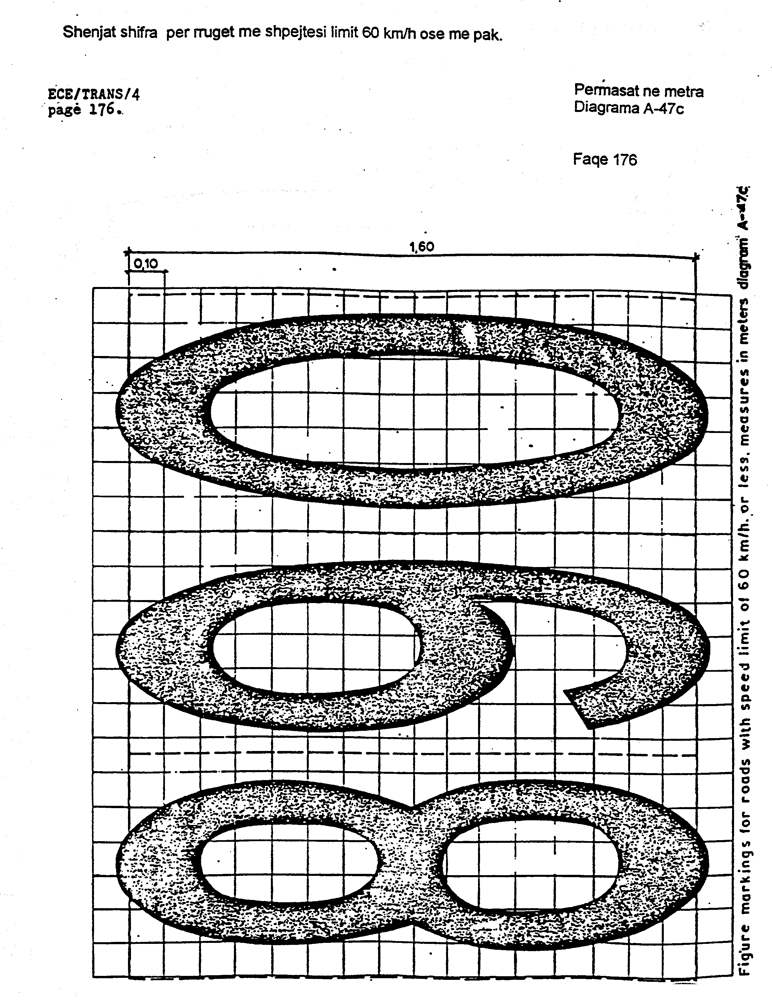 Shenjat shifra per rruget me shpejtesi limit 60 km/h ose me pak.
ECE/TRANS/4
page 176.
Permasat ne metra
Diagrama A-47c
Faqe 176
1,60
0,10
Figure markings for roads with speed limit of 60 km/h. or less. measures in meters diagram A-47c